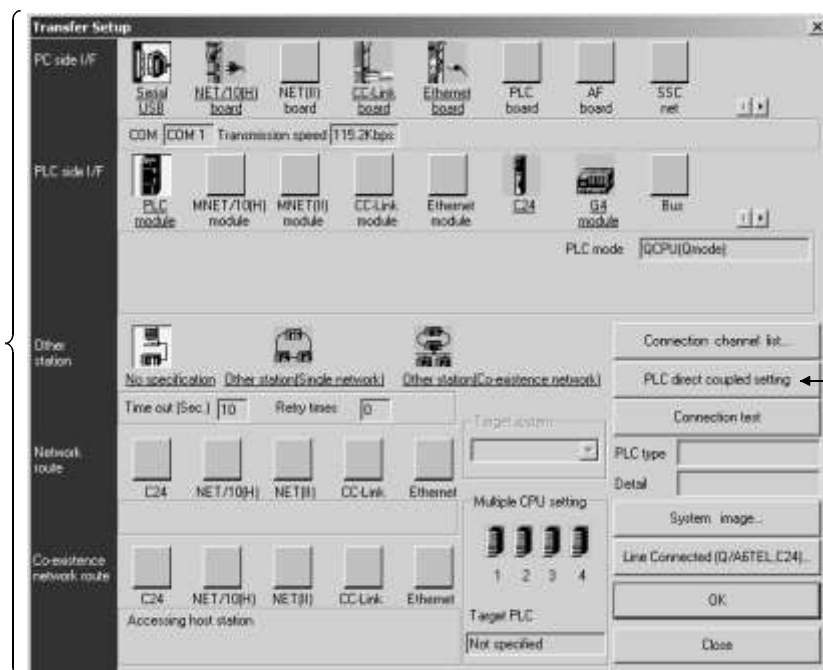 Transfer Setup
PC side I/F
Serial USB
NET/10(H) board
NET(II) board
CC-Link board
Ethernet board
PLC board
AF board
SSC net
COM COM 1 Transmission speed 119.2Kbps
PLC side I/F
PLC module
MNET/10(H) module
MNET(II) module
CC-Link module
Ethernet module
C24
G4 module
Bus
PLC mode QCPU(Qmode)
Other station
No specification
Other station(Single network)
Other station(Co-existence network)
Time out (Sec.) 10 Retry times 0
Connection channel list...
PLC direct coupled setting
Connection test
Target system
PLC type
Detail
Network route
C24 NET/10(H) NET(II) CC-Link Ethernet
Multiple CPU setting
1 2 3 4
System image...
Line Connected (Q/A6TEL,C24)...
Co-existence network route
C24 NET/10(H) NET(II) CC-Link Ethernet
Accessing host station
Target PLC
Not specified
OK
Close